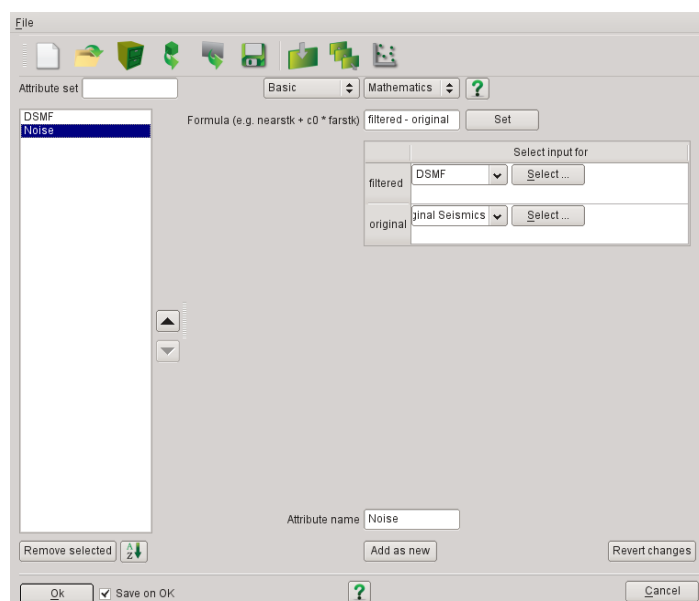 File
Attribute set Basic Mathematics ?
DSMF
Noise
Formula (e.g. nearstk + c0 * farstk) filtered - original Set
Select input for
filtered DSMF Select ...
original ginal Seismics Select ...
Attribute name Noise
Remove selected A Z Add as new Revert changes
Ok Save on OK ? Cancel